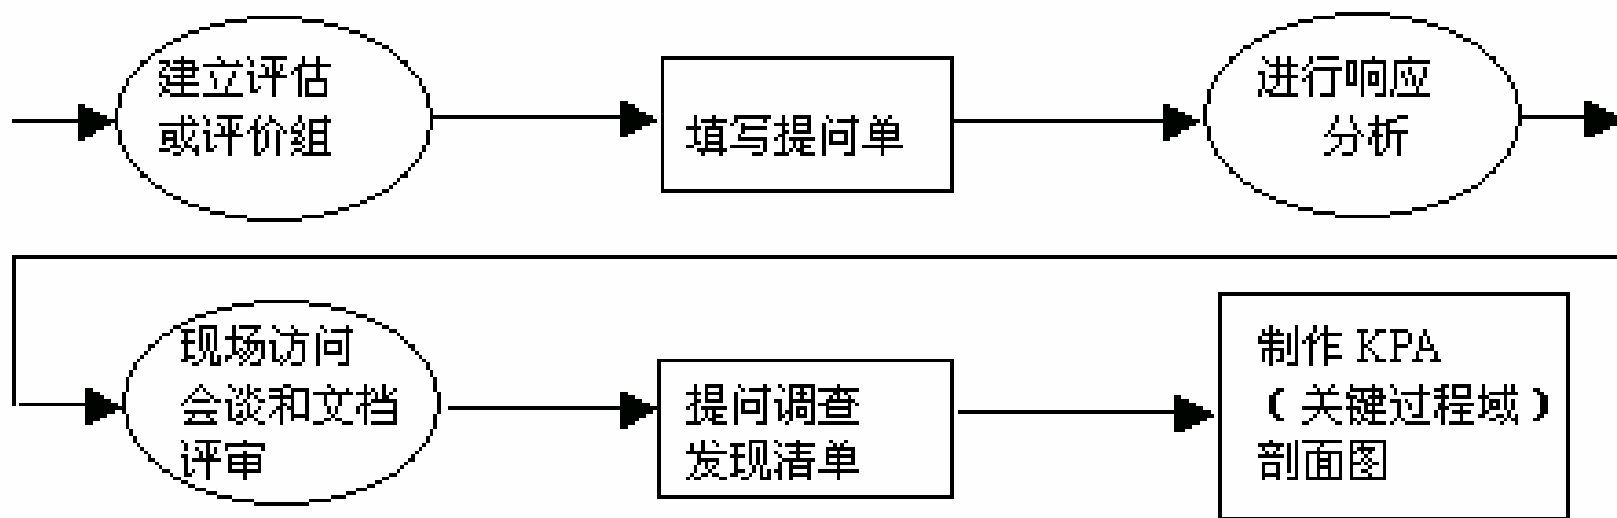 建立评估
或评价组
填写提问单
进行响应
分析
现场访问
会谈和文档
评审
提问调查
发现清单
制作 KPA
（关键过程域）
剖面图